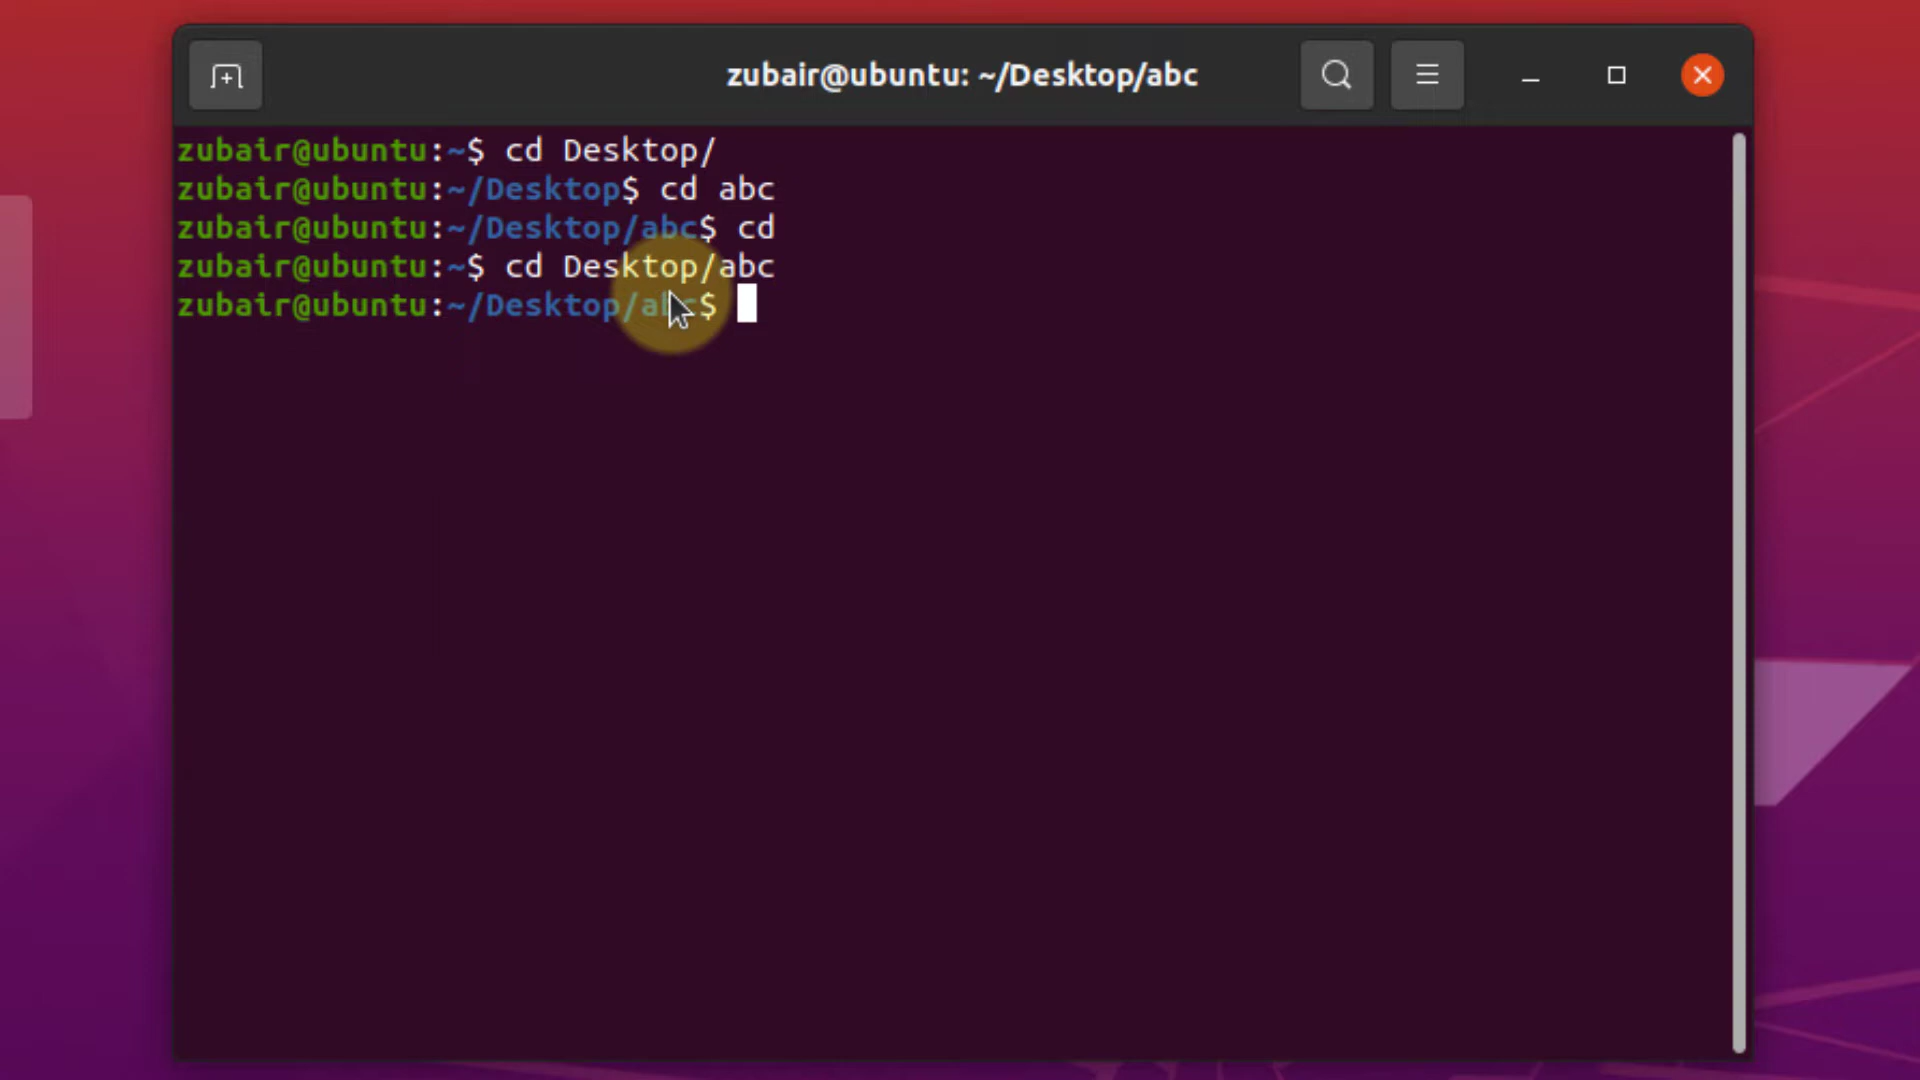 zubair@ubuntu: ~/Desktop/abc
zubair@ubuntu:~$ cd Desktop/
zubair@ubuntu:~/Desktop$ cd abc
zubair@ubuntu:~/Desktop/abc$ cd
zubair@ubuntu:~$ cd Desktop/abc
zubair@ubuntu:~/Desktop/abc$